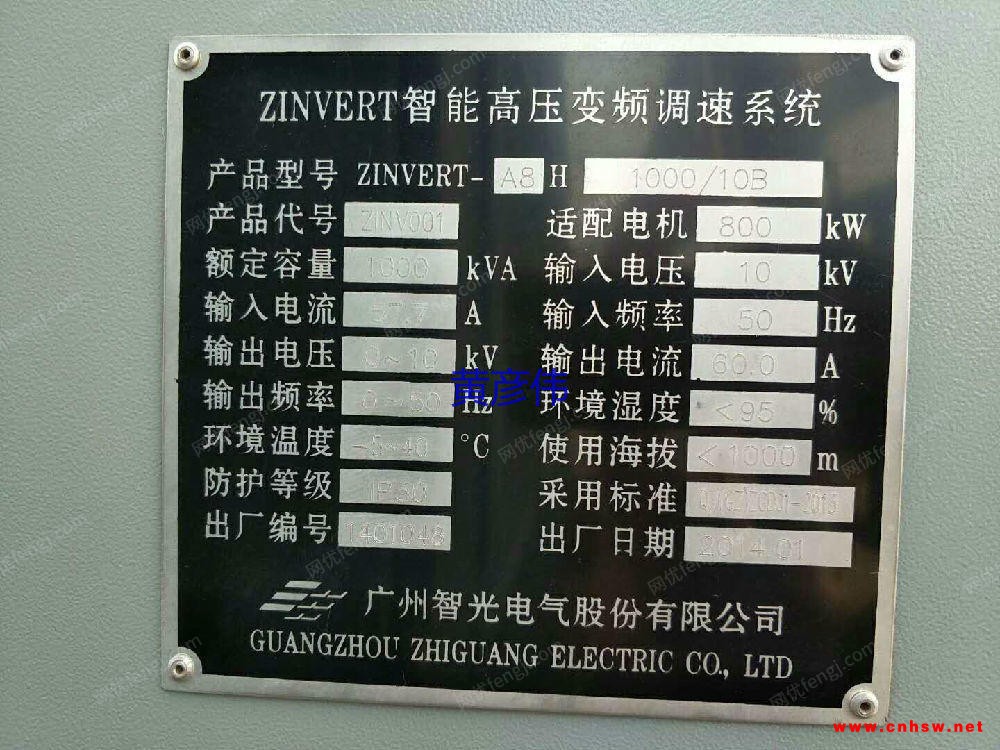 ZINVERT智能高压变频调速系统
产品型号 ZINVERT- A8 H 1000/10B
产品代号 ZINV001 适配电机 800 kW
额定容量 1000 kVA 输入电压 10 kV
输入电流 57.7 A 输入频率 50 Hz
输出电压 0~10 kV 输出电流 60.0 A
黄彦伟
输出频率 0~50 Hz 环境湿度 <95 %
环境温度 -5~40 °C 使用海拔 <1000 m
防护等级 IP30 采用标准
出厂编号 1401048 出厂日期 2014.01
广州智光电气股份有限公司
GUANGZHOU ZHIGUANG ELECTRIC CO., LTD
www.cnhsw.net